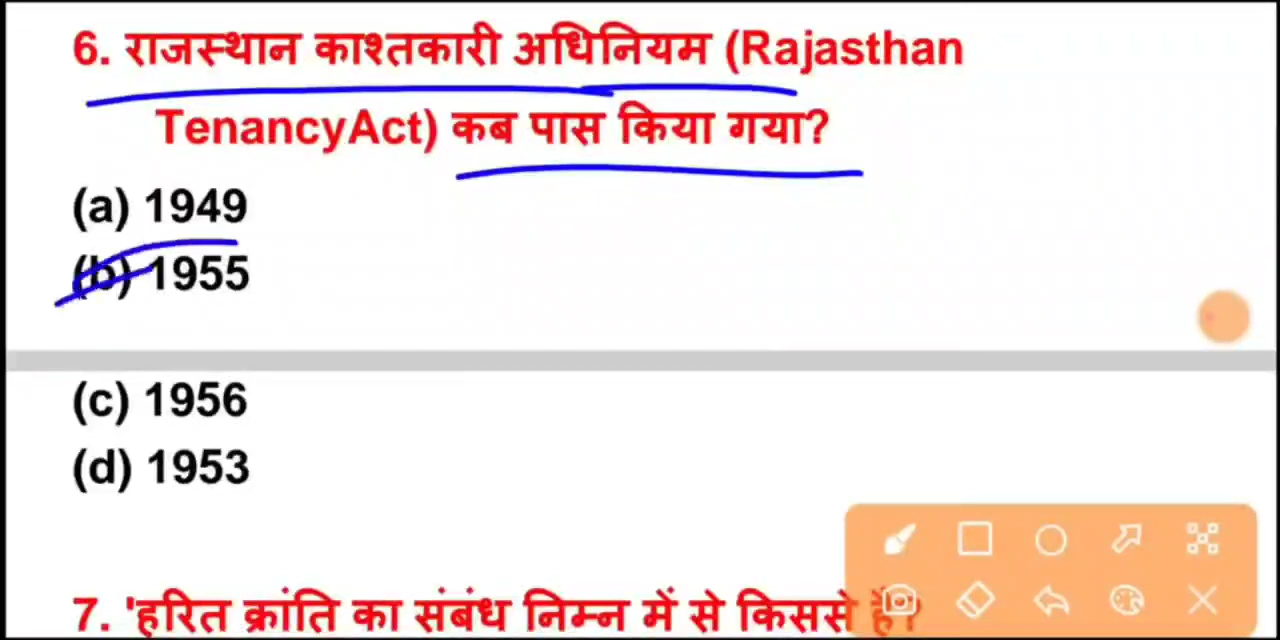 6. राजस्थान काश्तकारी अधिनियम (Rajasthan
TenancyAct) कब पास किया गया?
(a) 1949
(b) 1955
(c) 1956
(d) 1953
7. 'हरित क्रांति का संबंध निम्न में से किससे है?